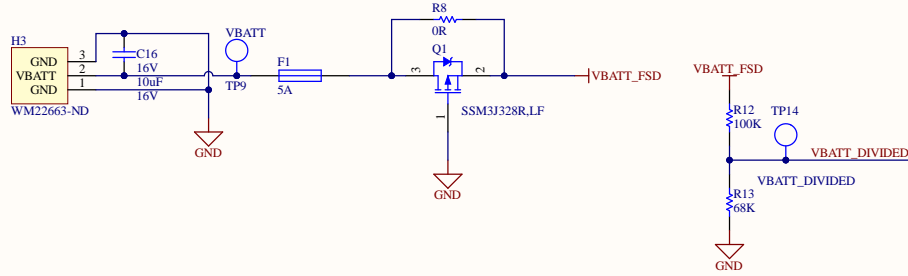 H3
GND 3
VBATT 2
GND 1
WM22663-ND
C16
16V
10uF
16V
VBATT
TP9
GND
F1
5A
R8
0R
Q1
3
2
1
SSM3J328R,LF
GND
VBATT_FSD
VBATT_FSD
R12
100K
TP14
VBATT_DIVIDED
VBATT_DIVIDED
R13
68K
GND